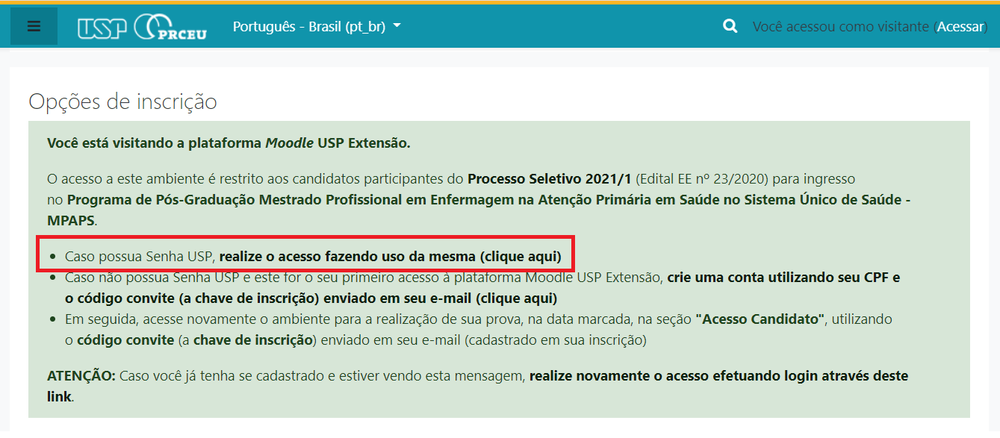 USP PRCEU Português - Brasil (pt_br) Você acessou como visitante (Acessar)
Opções de inscrição
Você está visitando a plataforma Moodle USP Extensão.
O acesso a este ambiente é restrito aos candidatos participantes do Processo Seletivo 2021/1 (Edital EE nº 23/2020) para ingresso
no Programa de Pós-Graduação Mestrado Profissional em Enfermagem na Atenção Primária em Saúde no Sistema Único de Saúde -
MPAPS.
• Caso possua Senha USP, realize o acesso fazendo uso da mesma (clique aqui)
• Caso não possua Senha USP e este for o seu primeiro acesso à plataforma Moodle USP Extensão, crie uma conta utilizando seu CPF e
o código convite (a chave de inscrição) enviado em seu e-mail (clique aqui)
• Em seguida, acesse novamente o ambiente para a realização de sua prova, na data marcada, na seção "Acesso Candidato", utilizando
o código convite (a chave de inscrição) enviado em seu e-mail (cadastrado em sua inscrição)
ATENÇÃO: Caso você já tenha se cadastrado e estiver vendo esta mensagem, realize novamente o acesso efetuando login através deste
link.